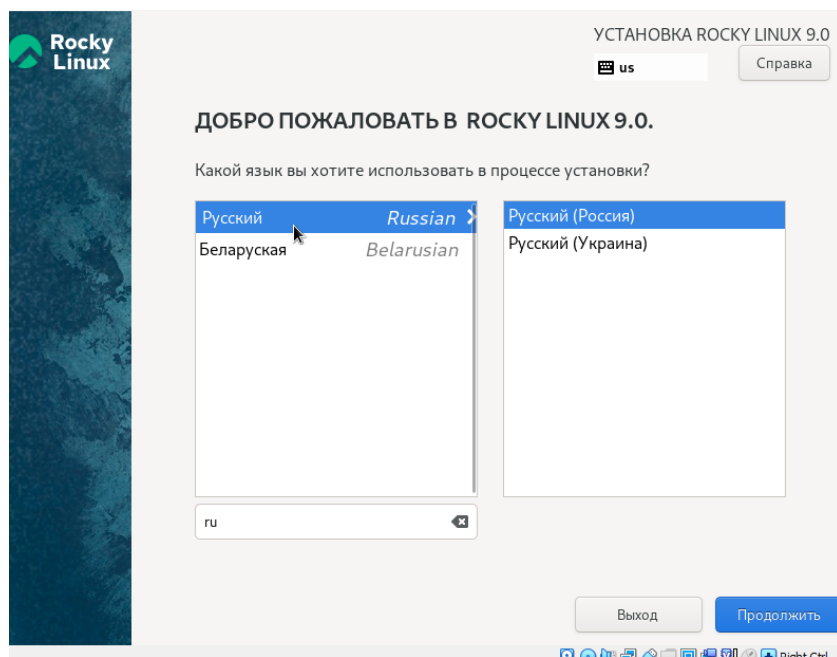 Rocky
Linux
УСТАНОВКА ROCKY LINUX 9.0
us
Справка
ДОБРО ПОЖАЛОВАТЬ В ROCKY LINUX 9.0.
Какой язык вы хотите использовать в процессе установки?
Русский Russian
Беларуская Belarusian
Русский (Россия)
Русский (Украина)
ru
Выход
Продолжить
Right Ctrl